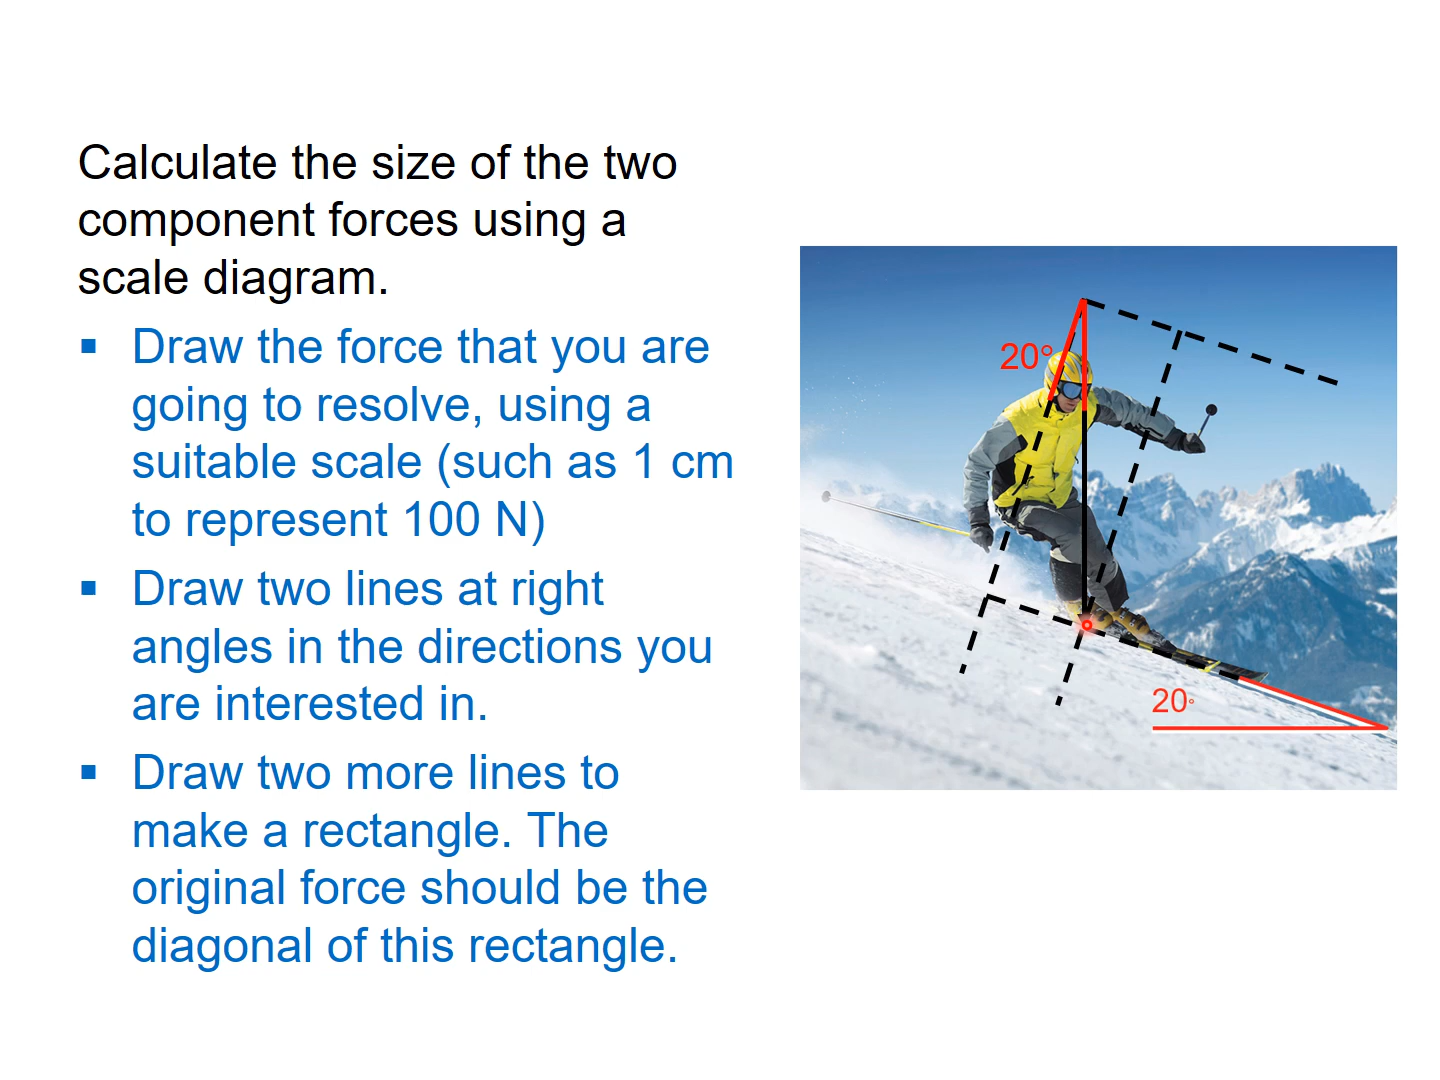 Calculate the size of the two
component forces using a
scale diagram.
▪ Draw the force that you are
going to resolve, using a
suitable scale (such as 1 cm
to represent 100 N)
▪ Draw two lines at right
angles in the directions you
are interested in.
▪ Draw two more lines to
make a rectangle. The
original force should be the
diagonal of this rectangle.
20°
20°